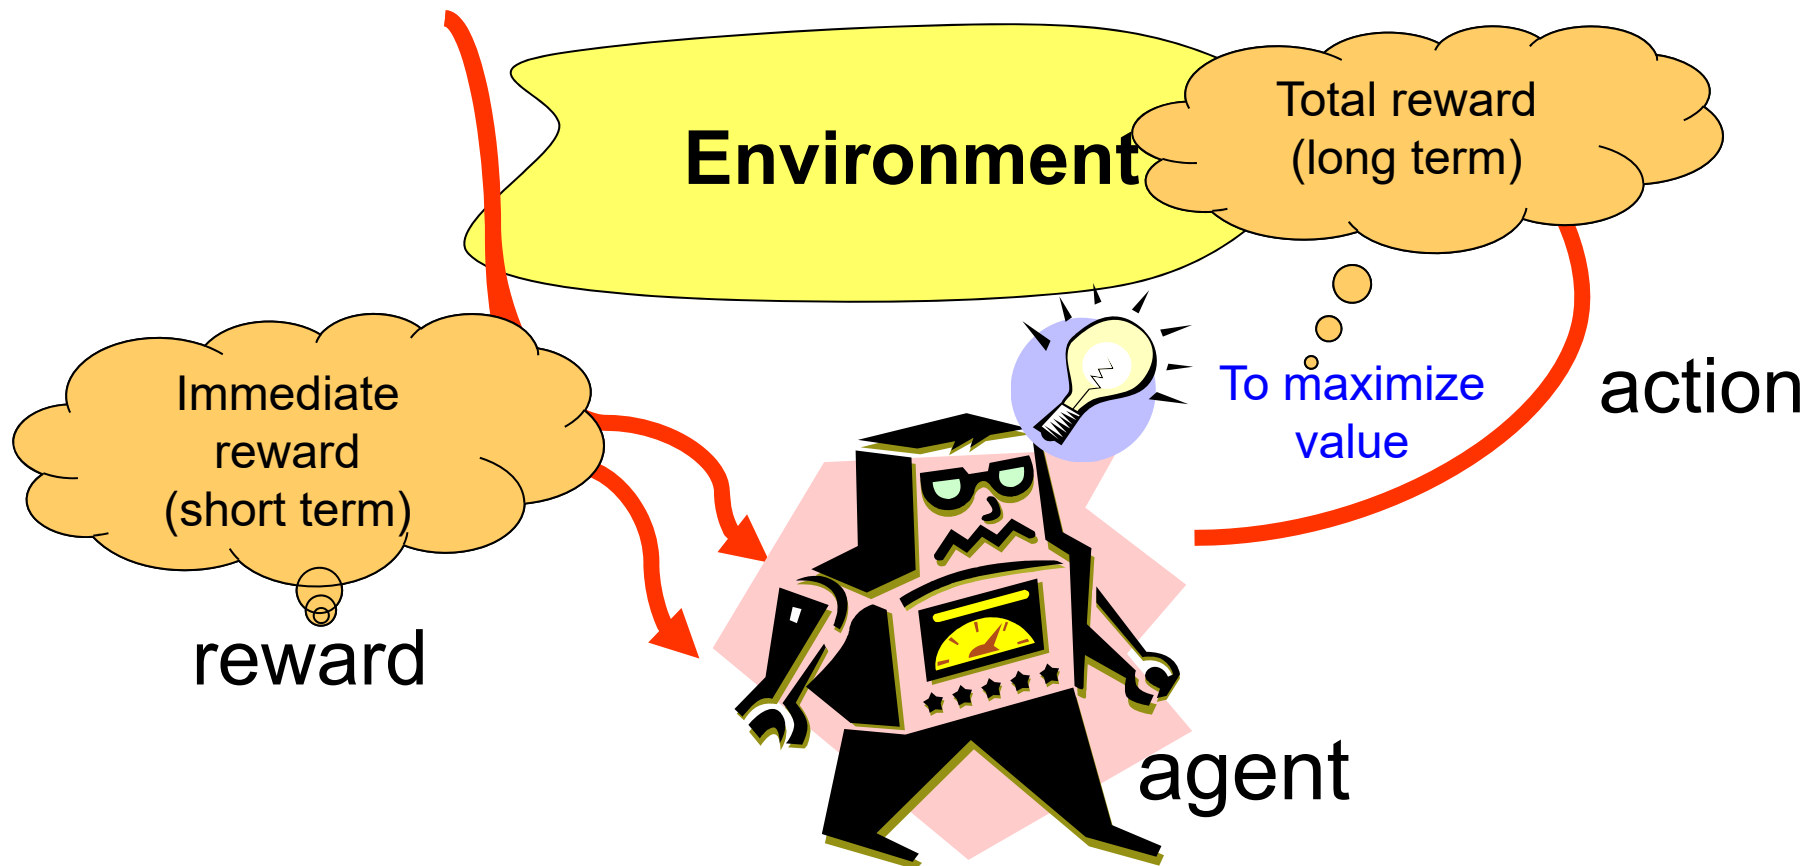 Environment
Total reward
(long term)
Immediate
reward
(short term)
To maximize
value
action
reward
agent